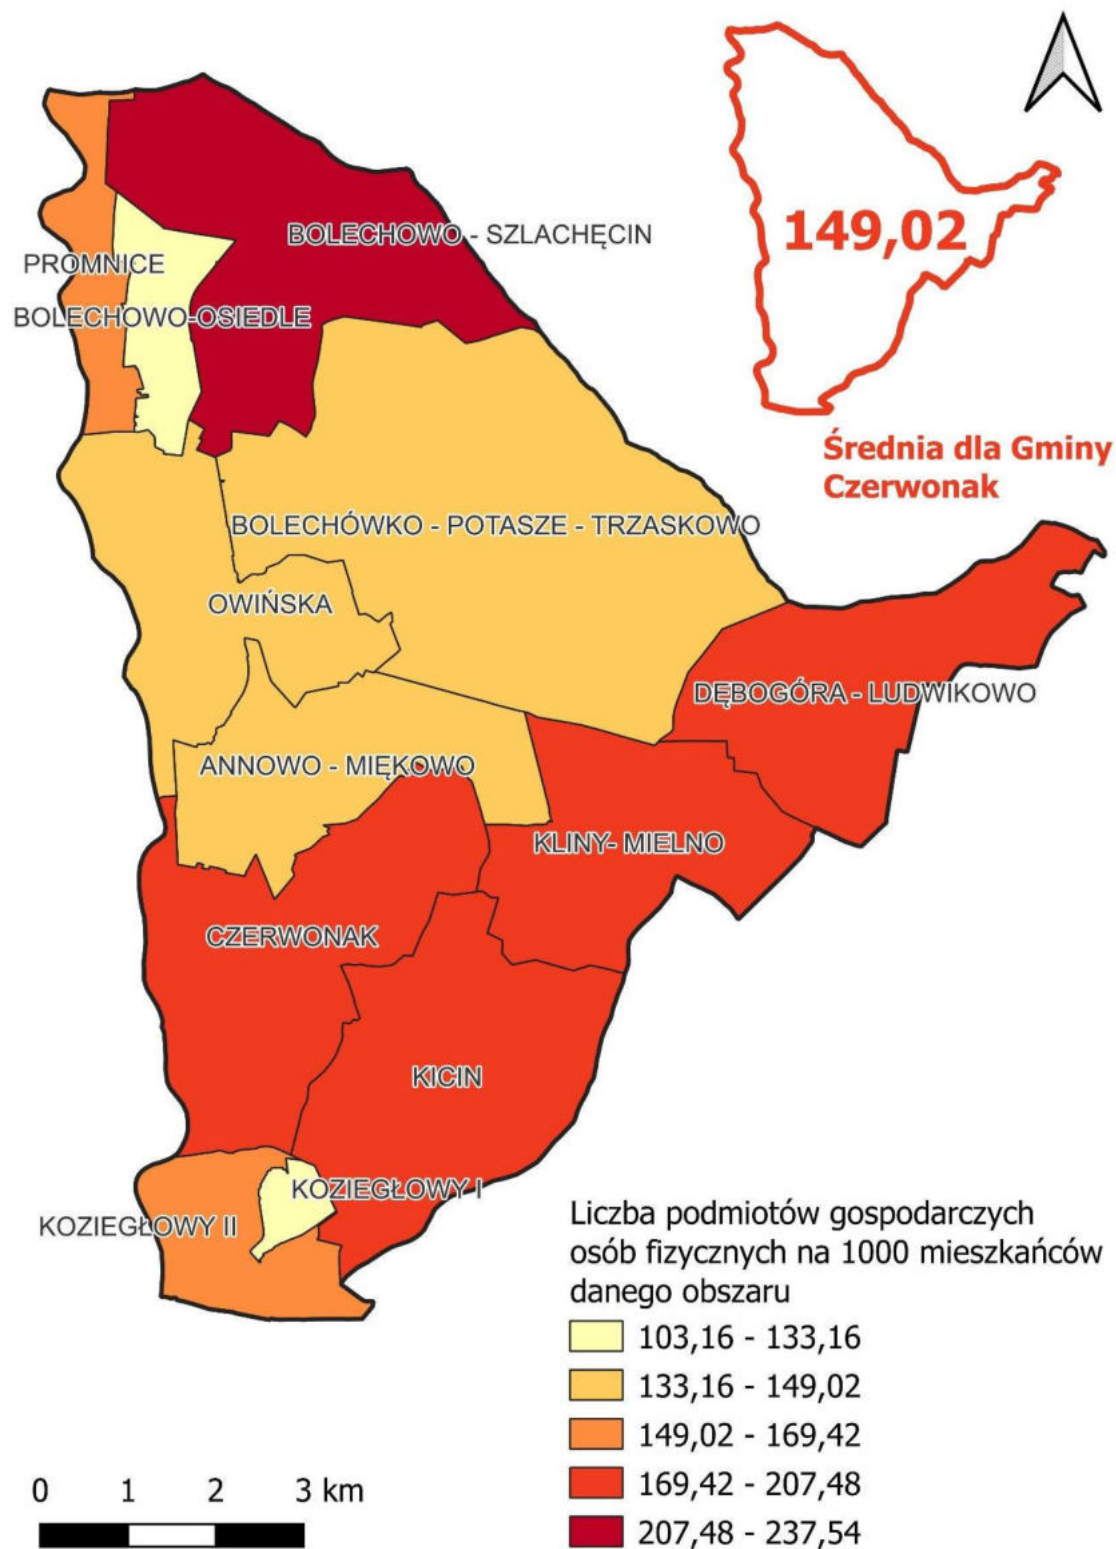 149,02
Średnia dla Gminy
Czerwonak
BOLECHOWO - SZLACHĘCIN
PROMNICE
BOLECHOWO-OSIEDLE
BOLECHÓWKO - POTASZE - TRZASKOWO
OWIŃSKA
DĘBOGÓRA - LUDWIKOWO
ANNOWO - MIĘKOWO
KLINY- MIELNO
CZERWONAK
KICIN
KOZIEGŁOWY I
KOZIEGŁOWY II
Liczba podmiotów gospodarczych
osób fizycznych na 1000 mieszkańców
danego obszaru
103,16 - 133,16
133,16 - 149,02
149,02 - 169,42
169,42 - 207,48
207,48 - 237,54
0 1 2 3 km